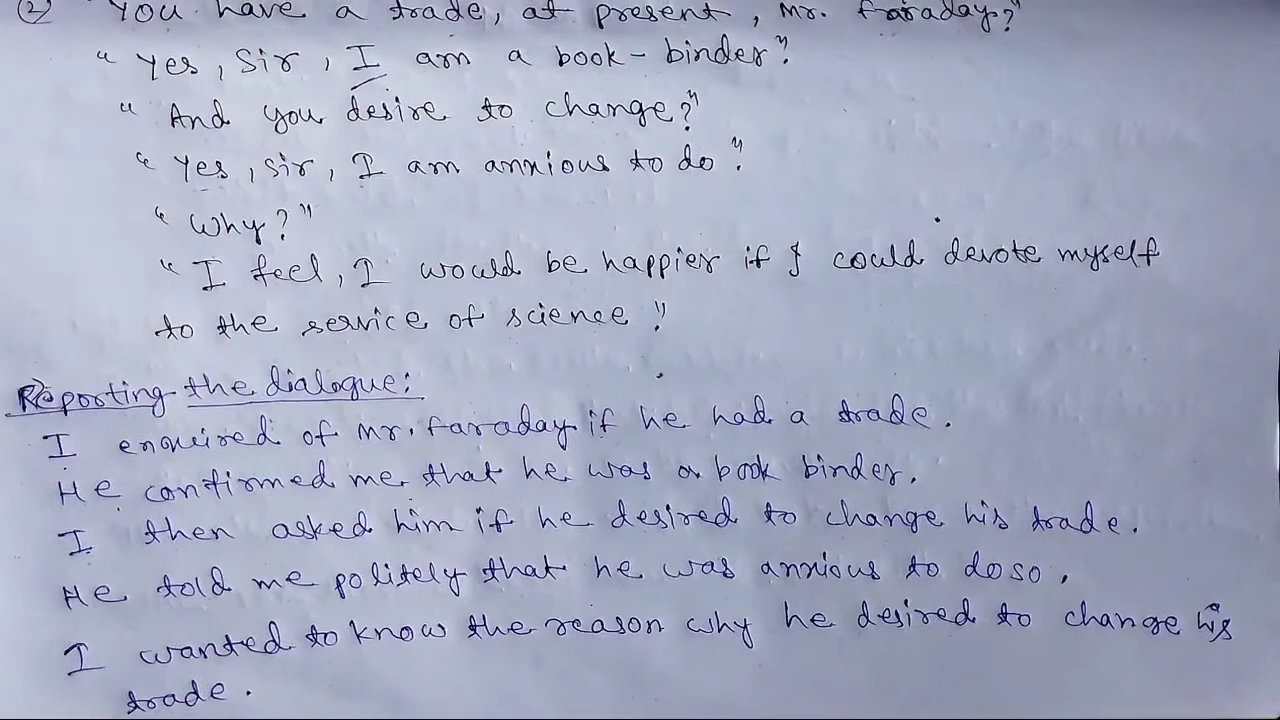 ② "You have a trade, at present, Mr. Faraday?"
"Yes, Sir, I am a book-binder".
"And you desire to change?"
"Yes, Sir, I am anxious to do".
"Why?"
"I feel, I would be happier if I could devote myself
to the service of science".
Reporting the dialogue:
I enquired of Mr. Faraday if he had a trade.
He confirmed me that he was a book binder.
I then asked him if he desired to change his trade.
He told me politely that he was anxious to do so.
I wanted to know the reason why he desired to change his
trade.